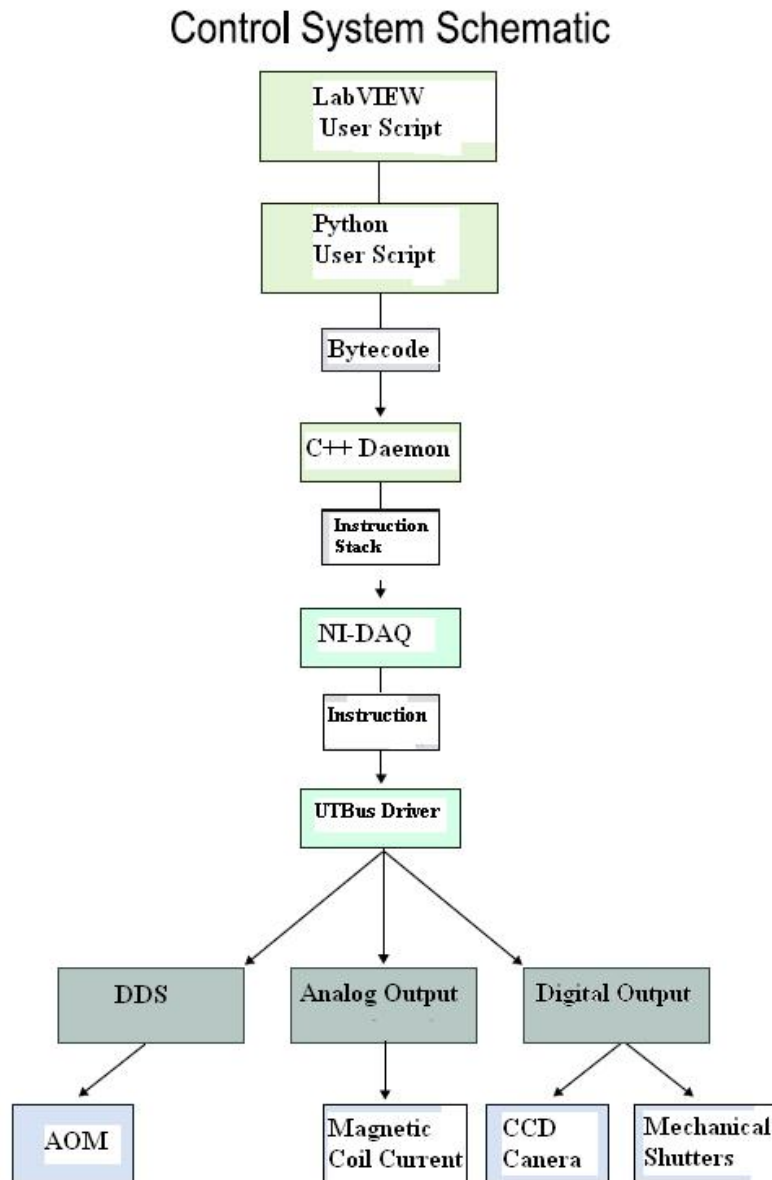 Control System Schematic
LabVIEW
User Script
Python
User Script
Bytecode
C++ Daemon
Instruction
Stack
NI-DAQ
Instruction
UTBus Driver
DDS
Analog Output
Digital Output
AOM
Magnetic
Coil Current
CCD
Canera
Mechanical
Shutters